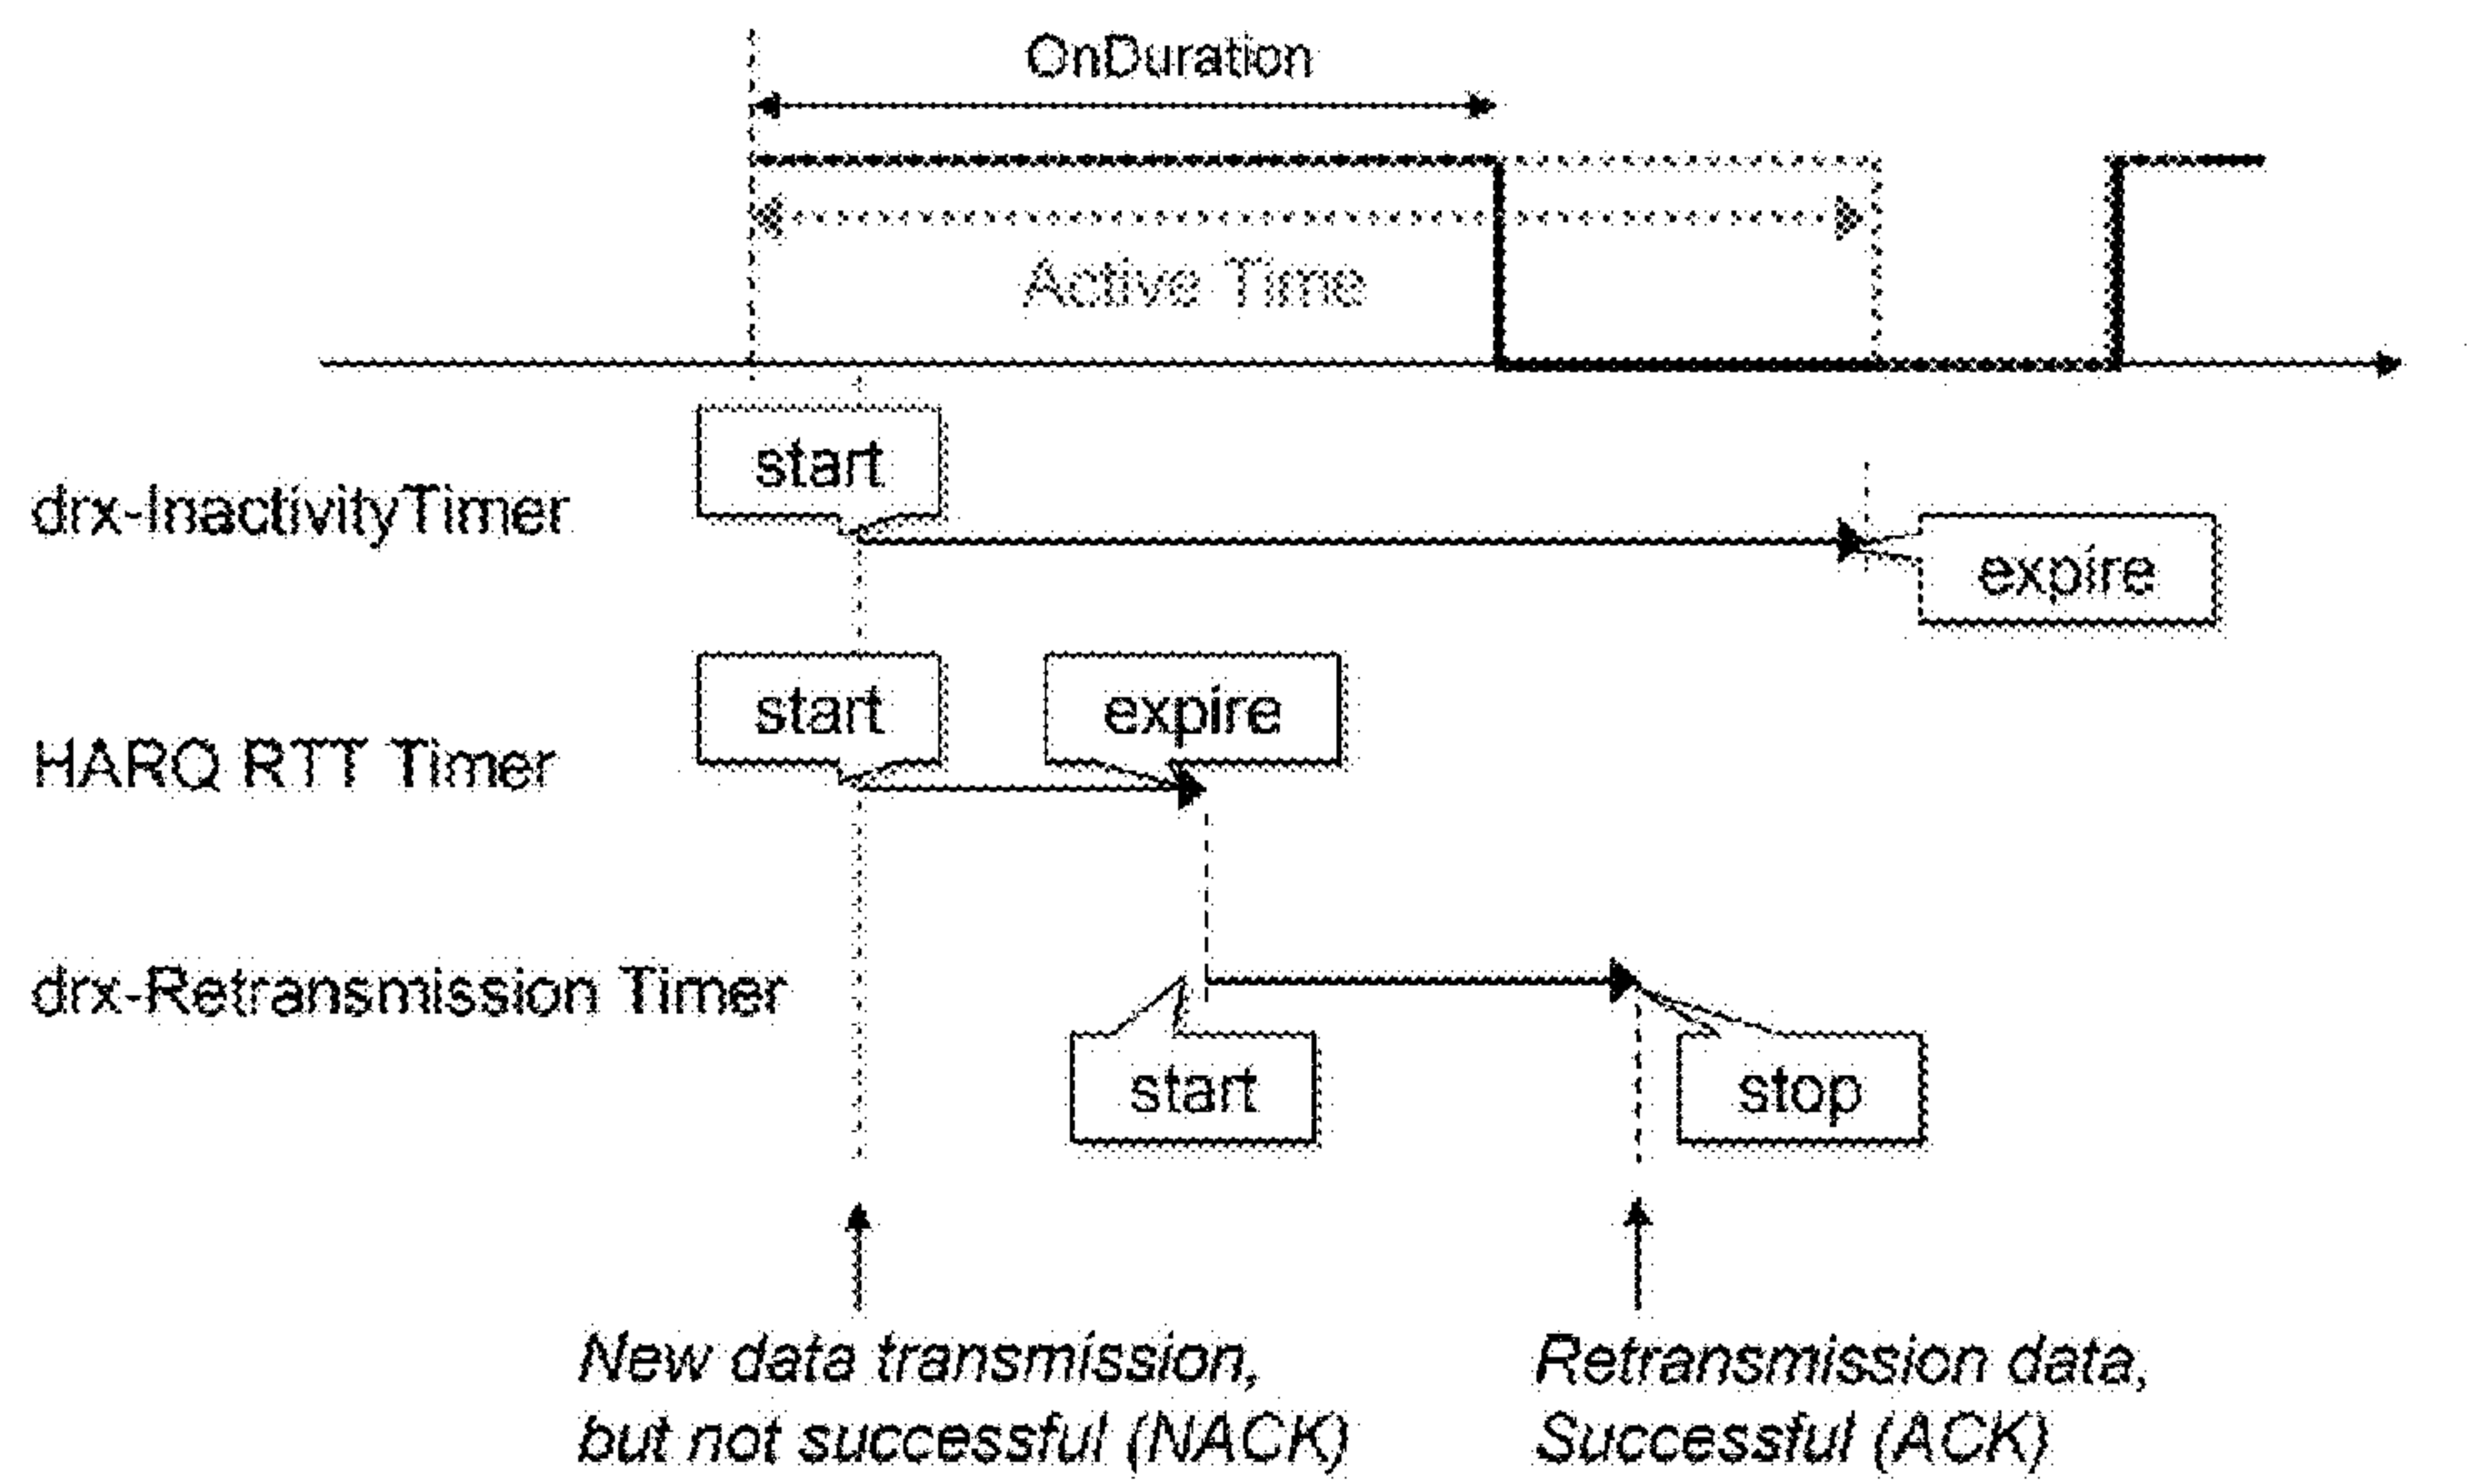 OnDuration
Active Time
start
drx-InactivityTimer
expire
start
expire
HARQ RTT Timer
drx-Retransmission Timer
start
stop
New data transmission,
but not successful (NACK)
Retransmission data,
Successful (ACK)